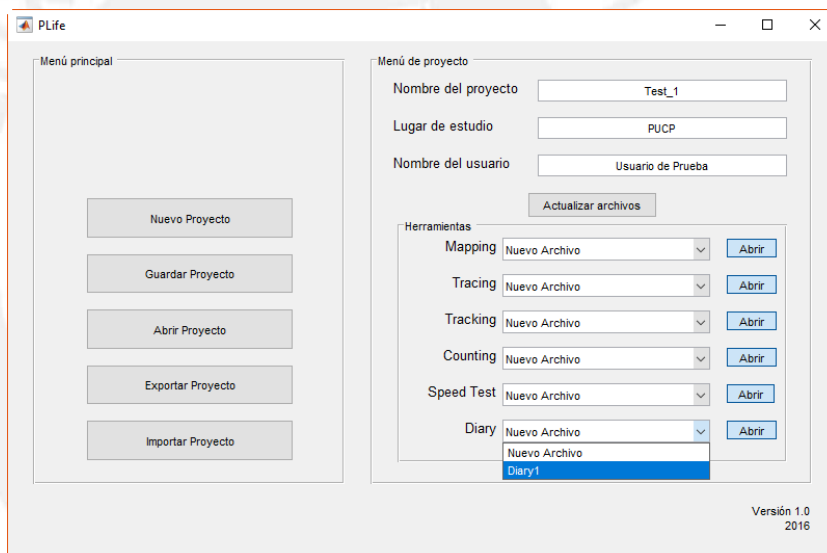 PLife
Menú principal
Nuevo Proyecto
Guardar Proyecto
Abrir Proyecto
Exportar Proyecto
Importar Proyecto
Menú de proyecto
Nombre del proyecto Test_1
Lugar de estudio PUCP
Nombre del usuario Usuario de Prueba
Actualizar archivos
Herramientas
Mapping Nuevo Archivo Abrir
Tracing Nuevo Archivo Abrir
Tracking Nuevo Archivo Abrir
Counting Nuevo Archivo Abrir
Speed Test Nuevo Archivo Abrir
Diary Nuevo Archivo Abrir
Nuevo Archivo
Diary1
Versión 1.0
2016